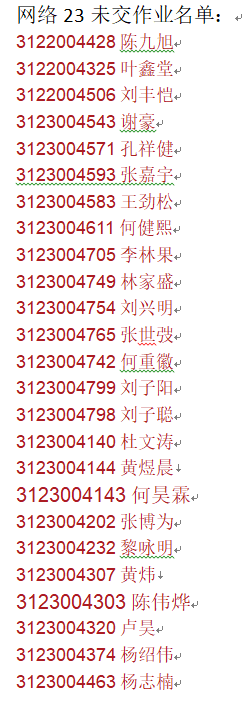 网络 23 未交作业名单：
3122004428 陈九旭
3122004325 叶鑫堂
3122004506 刘丰恺
3123004543 谢豪
3123004571 孔祥健
3123004593 张嘉宇
3123004583 王劲松
3123004611 何健熙
3123004705 李林果
3123004749 林家盛
3123004754 刘兴明
3123004765 张世弢
3123004742 何重徽
3123004799 刘子阳
3123004798 刘子聪
3123004140 杜文涛
3123004144 黄煜晨
3123004143 何昊霖
3123004202 张博为
3123004232 黎咏明
3123004307 黄炜
3123004303 陈伟烨
3123004320 卢昊
3123004374 杨绍伟
3123004463 杨志楠